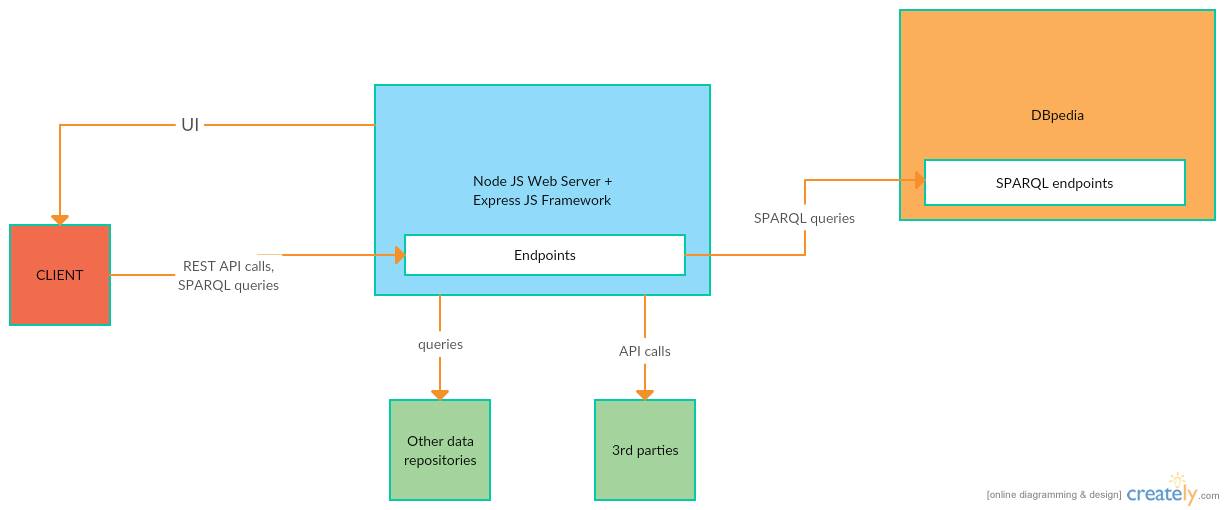 DBpedia
SPARQL endpoints
UI
Node JS Web Server +
Express JS Framework
Endpoints
SPARQL queries
CLIENT
REST API calls,
SPARQL queries
queries
API calls
Other data
repositories
3rd parties
[online diagramming & design] creately.com